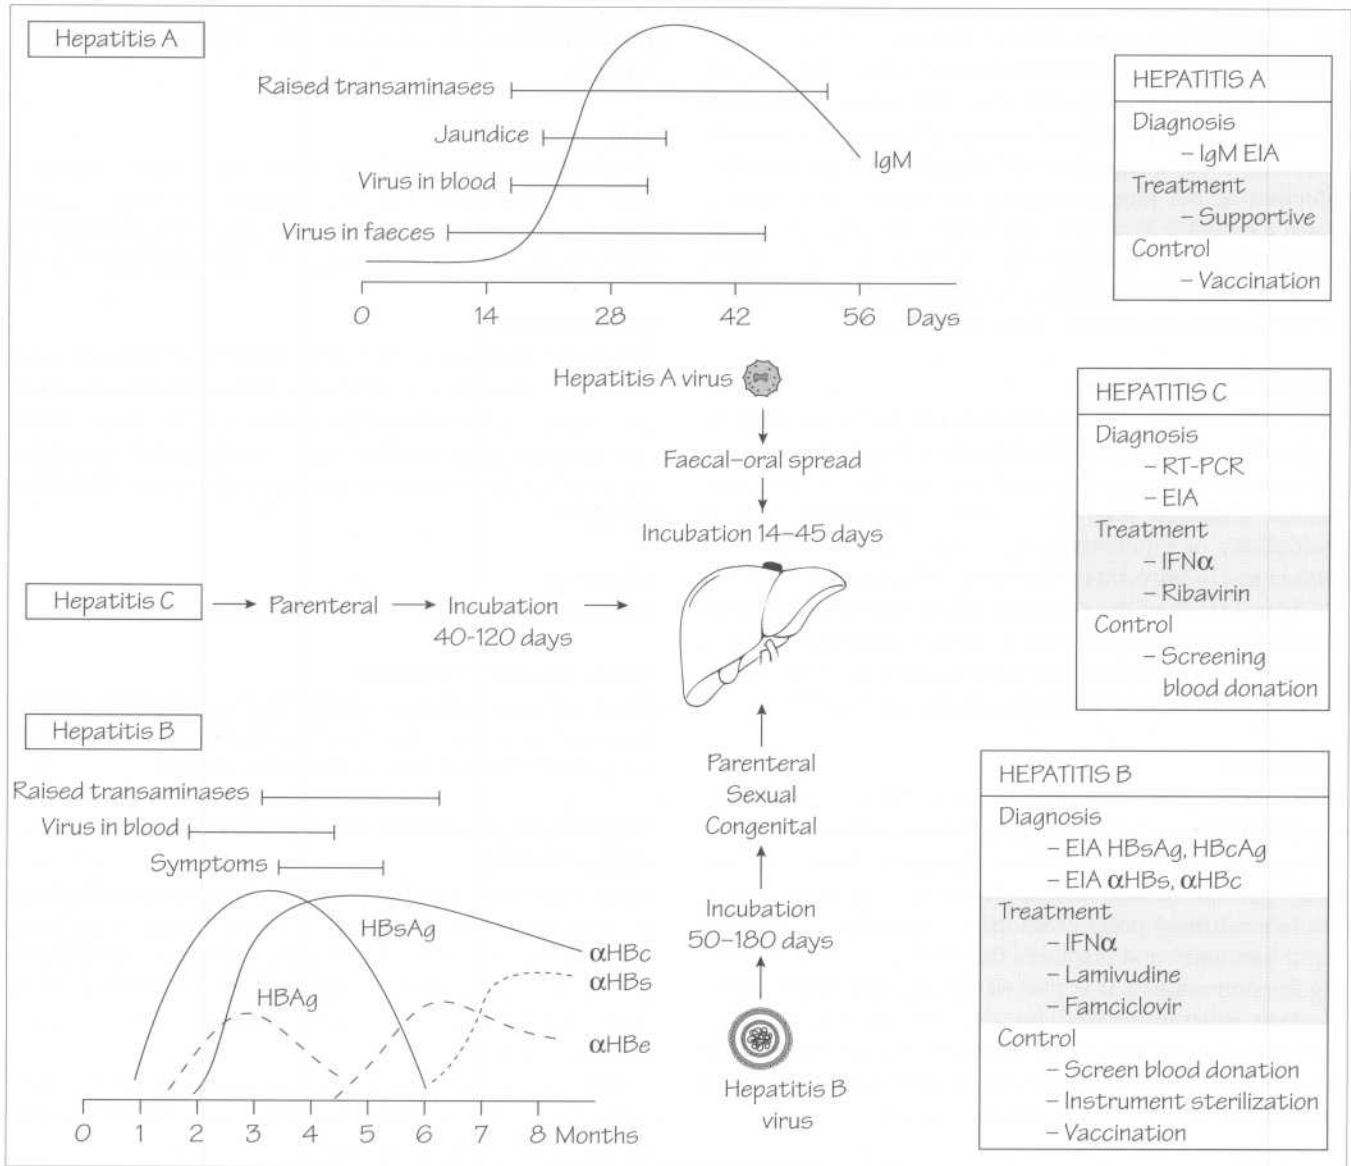 Hepatitis A
Raised transaminases
Jaundice
Virus in blood
Virus in faeces
IgM
0 14 28 42 56 Days
HEPATITIS A
Diagnosis
– IgM EIA
Treatment
– Supportive
Control
– Vaccination
Hepatitis A virus
Faecal–oral spread
Incubation 14–45 days
Hepatitis C
Parenteral
Incubation
40-120 days
HEPATITIS C
Diagnosis
– RT-PCR
– EIA
Treatment
– IFNα
– Ribavirin
Control
– Screening
blood donation
Hepatitis B
Raised transaminases
Virus in blood
Symptoms
HBsAg
HBAg
αHBc
αHBs
αHBe
0 1 2 3 4 5 6 7 8 Months
Parenteral
Sexual
Congenital
Incubation
50–180 days
Hepatitis B
virus
HEPATITIS B
Diagnosis
– EIA HBsAg, HBcAg
– EIA αHBs, αHBc
Treatment
– IFNα
– Lamivudine
– Famciclovir
Control
– Screen blood donation
– Instrument sterilization
– Vaccination